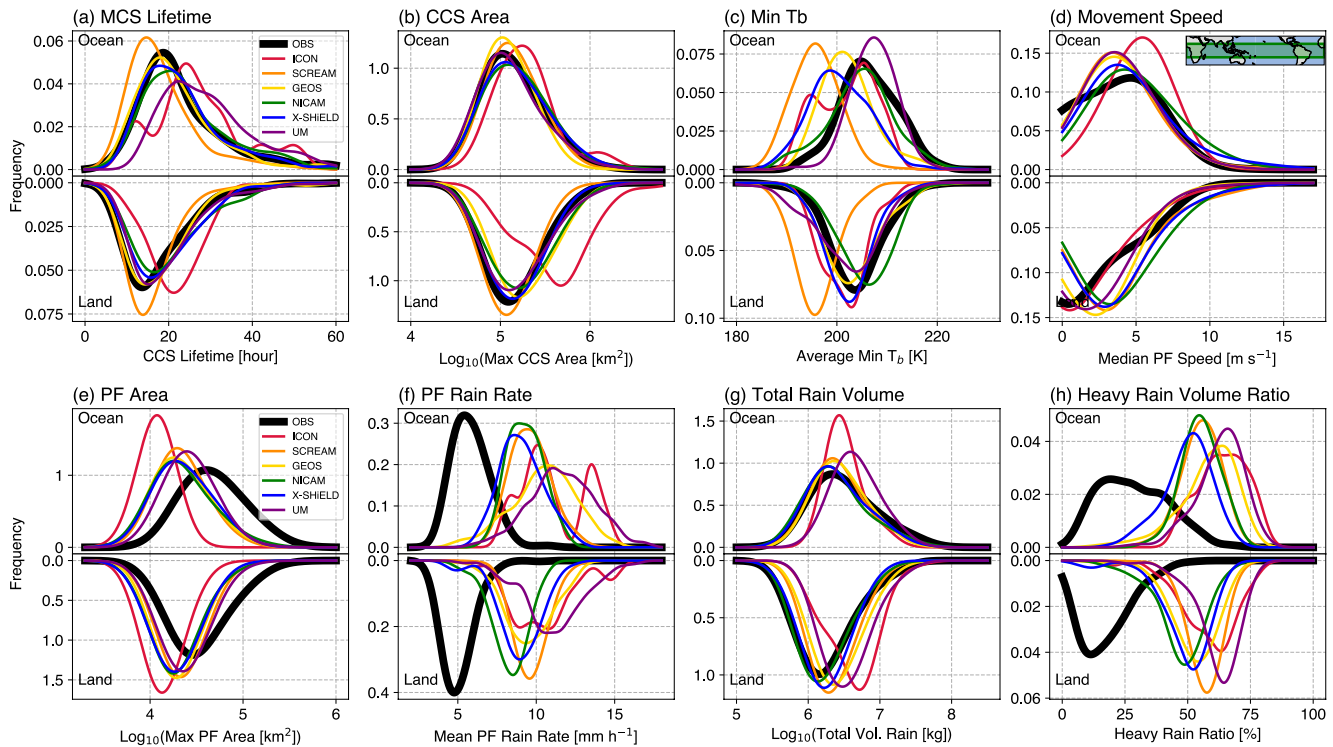 (a) MCS Lifetime
(b) CCS Area
(c) Min Tb
(d) Movement Speed
Ocean
Ocean
Ocean
Ocean
OBS
ICON
SCREAM
GEOS
NICAM
X-SHiELD
UM
0.06
0.04
0.02
0.00
0.000
0.025
0.050
0.075
1.0
0.5
0.0
0.0
0.5
1.0
0.075
0.050
0.025
0.000
0.00
0.05
0.10
0.15
0.10
0.05
0.00
0.00
0.05
0.10
0.15
Frequency
Land
Land
Land
Land
0 20 40 60
4 5 6
180 200 220
0 5 10 15
CCS Lifetime [hour]
Log₁₀(Max CCS Area [km²])
Average Min T_b [K]
Median PF Speed [m s⁻¹]
(e) PF Area
(f) PF Rain Rate
(g) Total Rain Volume
(h) Heavy Rain Volume Ratio
Ocean
Ocean
Ocean
Ocean
OBS
ICON
SCREAM
GEOS
NICAM
X-SHiELD
UM
1
0
0.0
0.5
1.0
1.5
0.3
0.2
0.1
0.0
0.0
0.2
0.4
1.5
1.0
0.5
0.0
0.0
0.5
1.0
0.04
0.02
0.00
0.00
0.02
0.04
0.06
Frequency
Land
Land
Land
Land
4 5 6
5 10 15
5 6 7 8
0 25 50 75 100
Log₁₀(Max PF Area [km²])
Mean PF Rain Rate [mm h⁻¹]
Log₁₀(Total Vol. Rain [kg])
Heavy Rain Ratio [%]